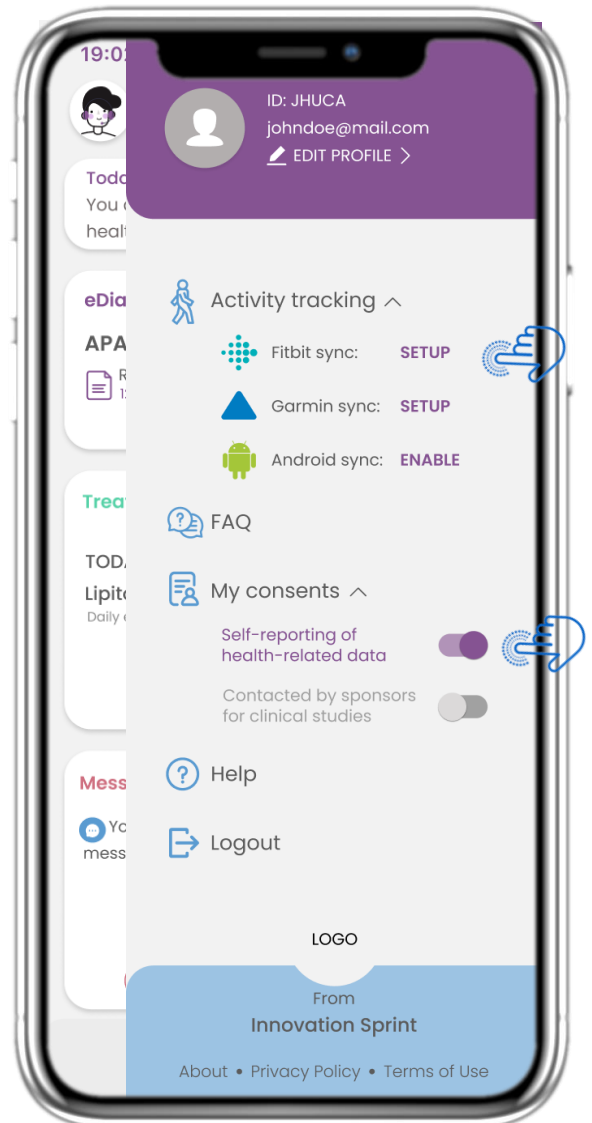 19:0
ID: JHUCA
johndoe@mail.com
EDIT PROFILE
Toda
You
healt
eDia
APA
R
Activity tracking
Fitbit sync: SETUP
Garmin sync: SETUP
Android sync: ENABLE
Trea
TOD
Lipit
Daily
FAQ
My consents
Self-reporting of
health-related data
Contacted by sponsors
for clinical studies
Help
Mess
Yo
mess
Logout
LOGO
From
Innovation Sprint
About • Privacy Policy • Terms of Use